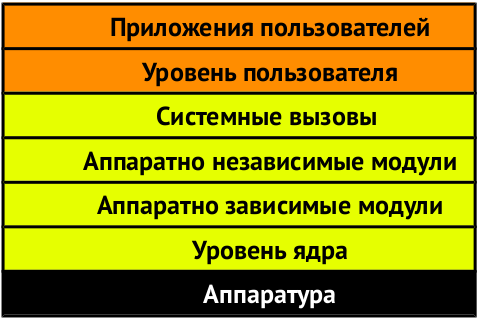 Приложения пользователей
Уровень пользователя
Системные вызовы
Аппаратно независимые модули
Аппаратно зависимые модули
Уровень ядра
Аппаратура